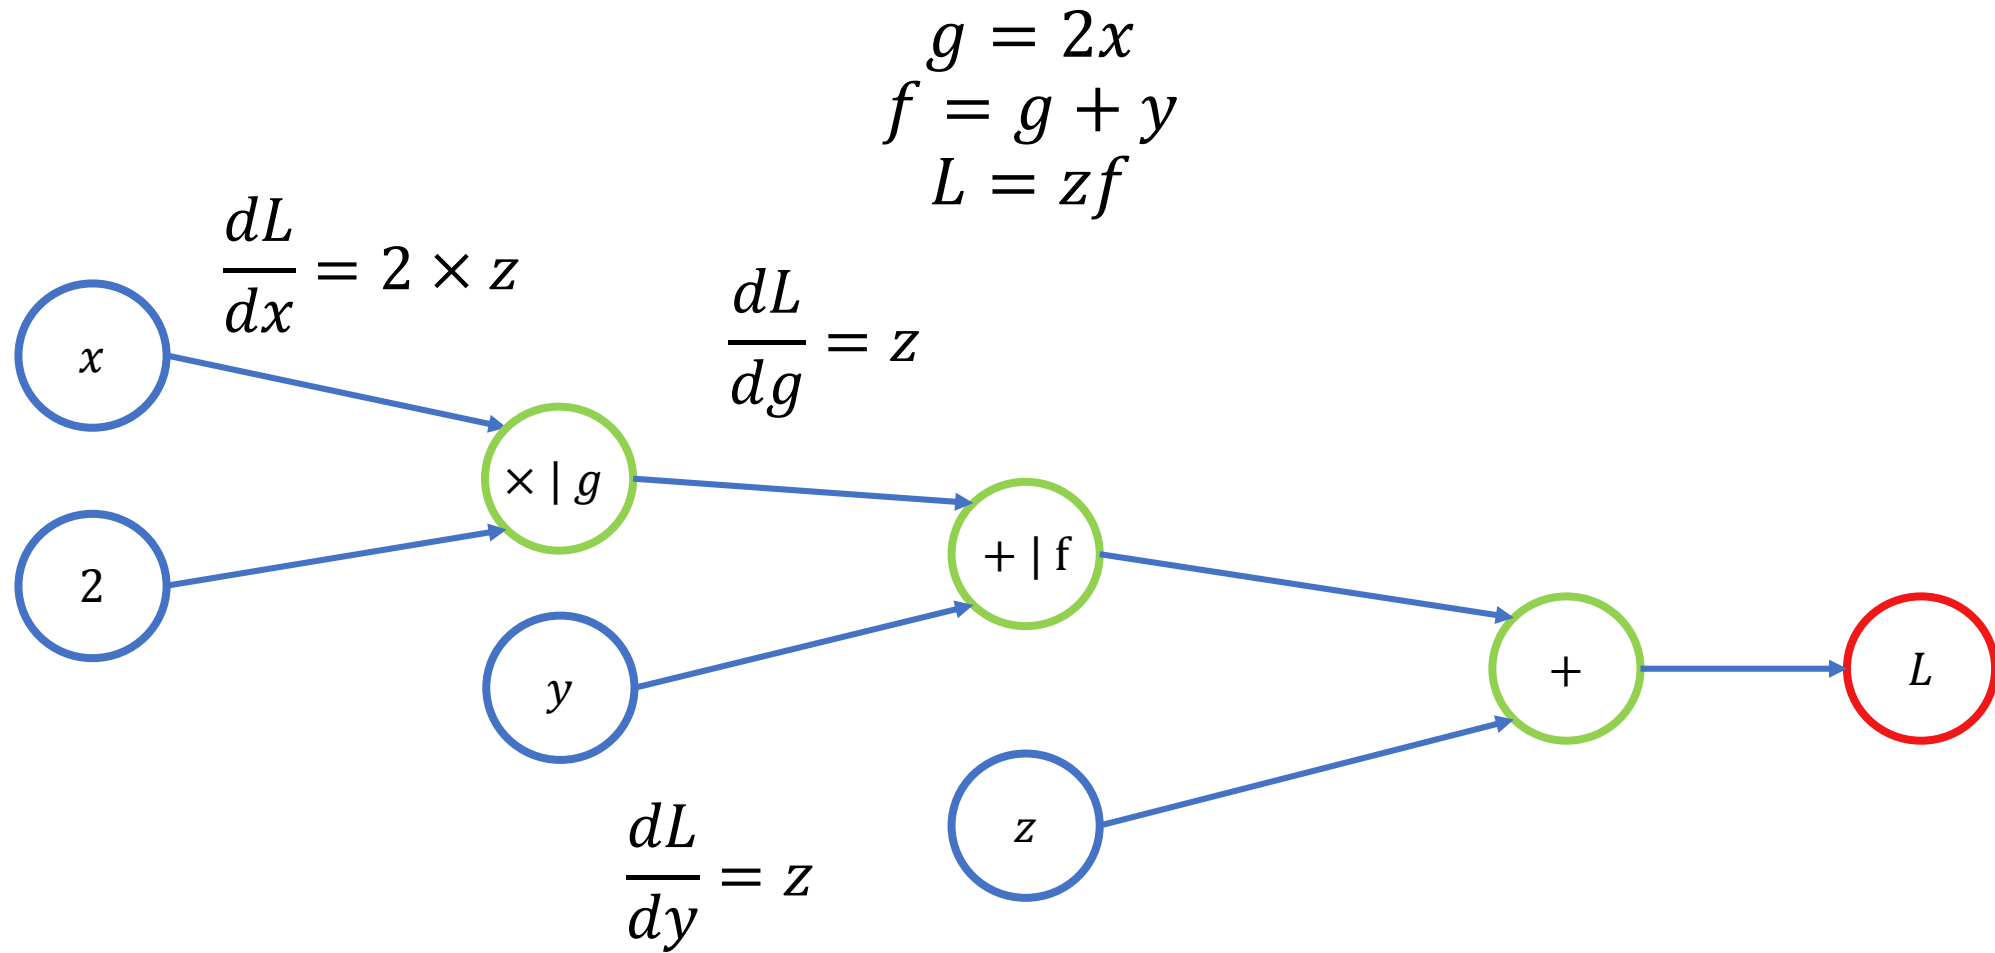 g = 2x
f = g + y
L = zf
dL/dx = 2 × z
dL/dg = z
x
× | g
2
+ | f
y
+
L
z
dL/dy = z